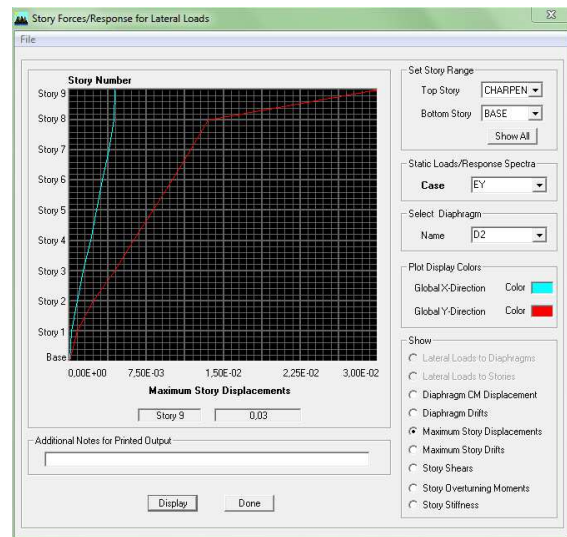 Story Forces/Response for Lateral Loads
File
Story Number
Story 9
Story 8
Story 7
Story 6
Story 5
Story 4
Story 3
Story 2
Story 1
Base
0,00E+00 7,50E-03 1,50E-02 2,25E-02 3,00E-02
Maximum Story Displacements
Story 9 0,03
Additional Notes for Printed Output
Display Done
Set Story Range
Top Story CHARPEN
Bottom Story BASE
Show All
Static Loads/Response Spectra
Case EY
Select Diaphragm
Name D2
Plot Display Colors
Global X-Direction Color
Global Y-Direction Color
Show
Lateral Loads to Diaphragms
Lateral Loads to Stories
Diaphragm CM Displacement
Diaphragm Drifts
Maximum Story Displacements
Maximum Story Drifts
Story Shears
Story Overturning Moments
Story Stiffness